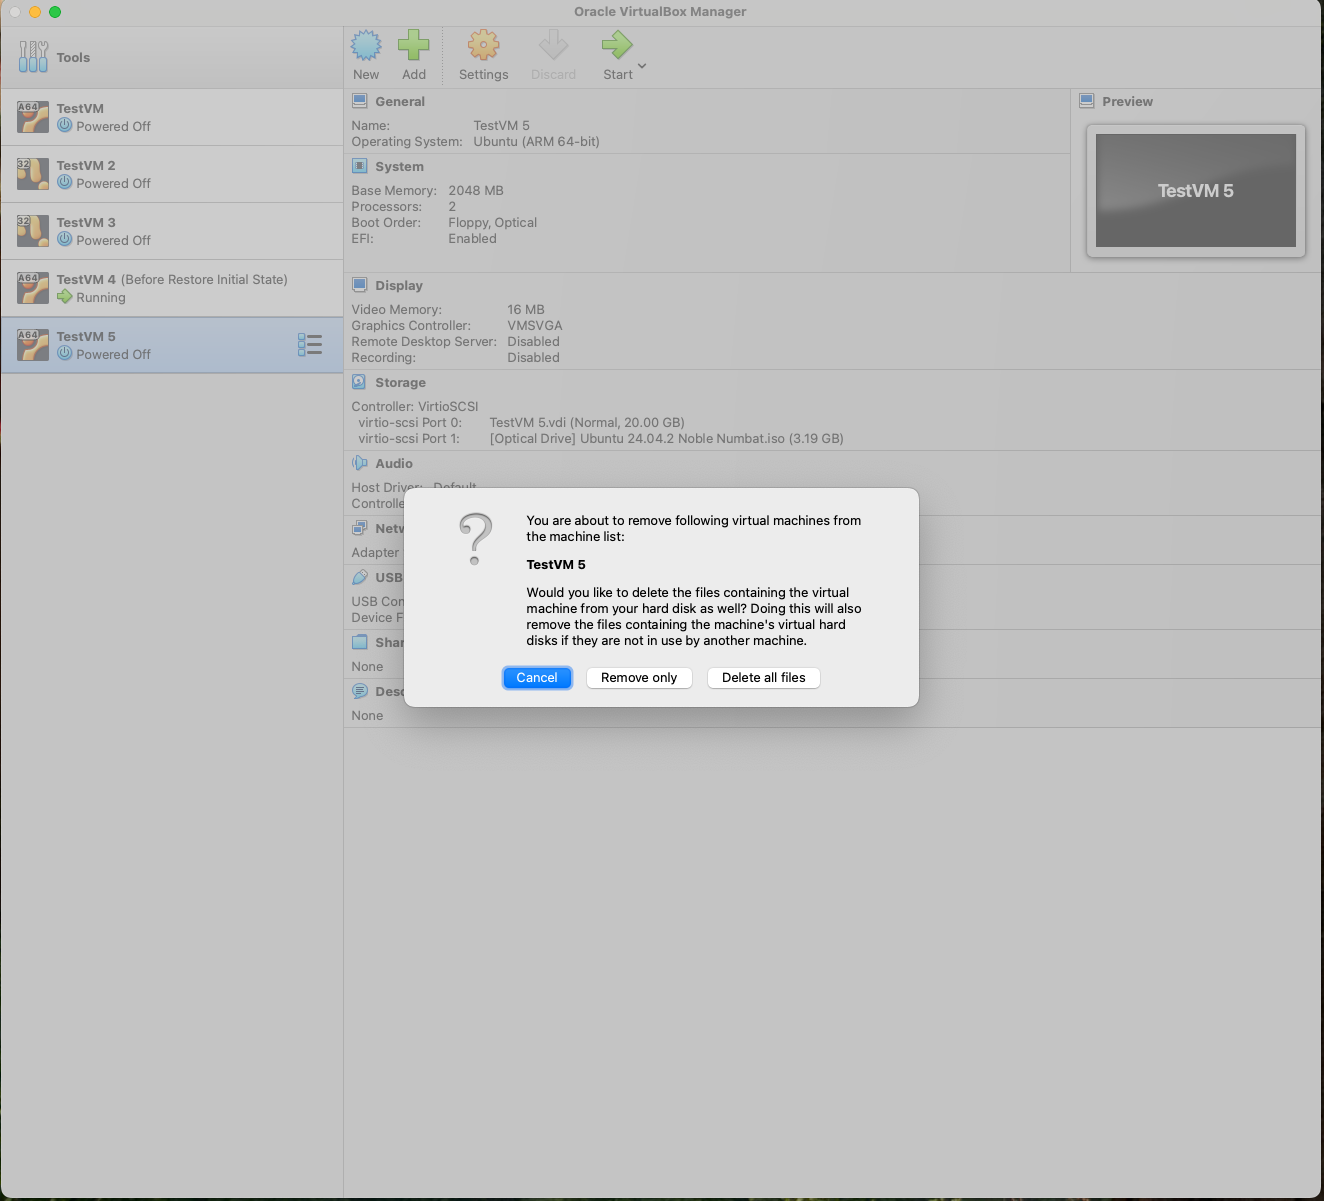 Oracle VirtualBox Manager
Tools
New
Add
Settings
Discard
Start
A64
TestVM
Powered Off
32
TestVM 2
Powered Off
32
TestVM 3
Powered Off
A64
TestVM 4 (Before Restore Initial State)
Running
A64
TestVM 5
Powered Off
General
Name: TestVM 5
Operating System: Ubuntu (ARM 64-bit)
Preview
TestVM 5
System
Base Memory: 2048 MB
Processors: 2
Boot Order: Floppy, Optical
EFI: Enabled
Display
Video Memory: 16 MB
Graphics Controller: VMSVGA
Remote Desktop Server: Disabled
Recording: Disabled
Storage
Controller: VirtioSCSI
virtio-scsi Port 0: TestVM 5.vdi (Normal, 20.00 GB)
virtio-scsi Port 1: [Optical Drive] Ubuntu 24.04.2 Noble Numbat.iso (3.19 GB)
Audio
Host Driver: Default
Controlle
Netw
Adapter
USB
USB Con
Device F
Shar
None
Desc
None
You are about to remove following virtual machines from
the machine list:
TestVM 5
Would you like to delete the files containing the virtual
machine from your hard disk as well? Doing this will also
remove the files containing the machine's virtual hard
disks if they are not in use by another machine.
Cancel
Remove only
Delete all files